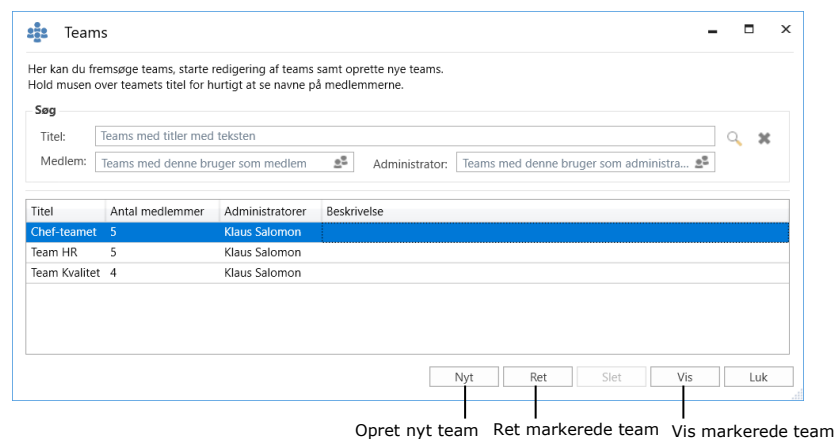 Teams
Her kan du fremsøge teams, starte redigering af teams samt oprette nye teams.
Hold musen over teamets titel for hurtigt at se navne på medlemmerne.
Søg
Titel: Teams med titler med teksten
Medlem: Teams med denne bruger som medlem Administrator: Teams med denne bruger som administra...
Titel Antal medlemmer Administratorer Beskrivelse
Chef-teamet 5 Klaus Salomon
Team HR 5 Klaus Salomon
Team Kvalitet 4 Klaus Salomon
Nyt Ret Slet Vis Luk
Opret nyt team Ret markerede team Vis markerede team